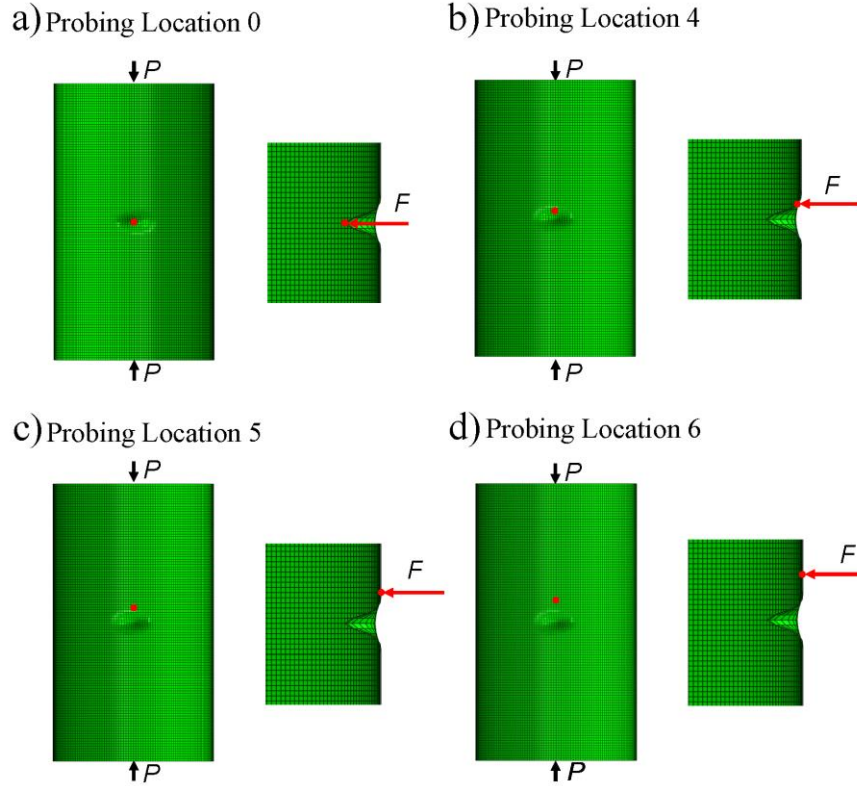 a) Probing Location 0
P
F
P
b) Probing Location 4
P
F
P
c) Probing Location 5
P
F
P
d) Probing Location 6
P
F
P